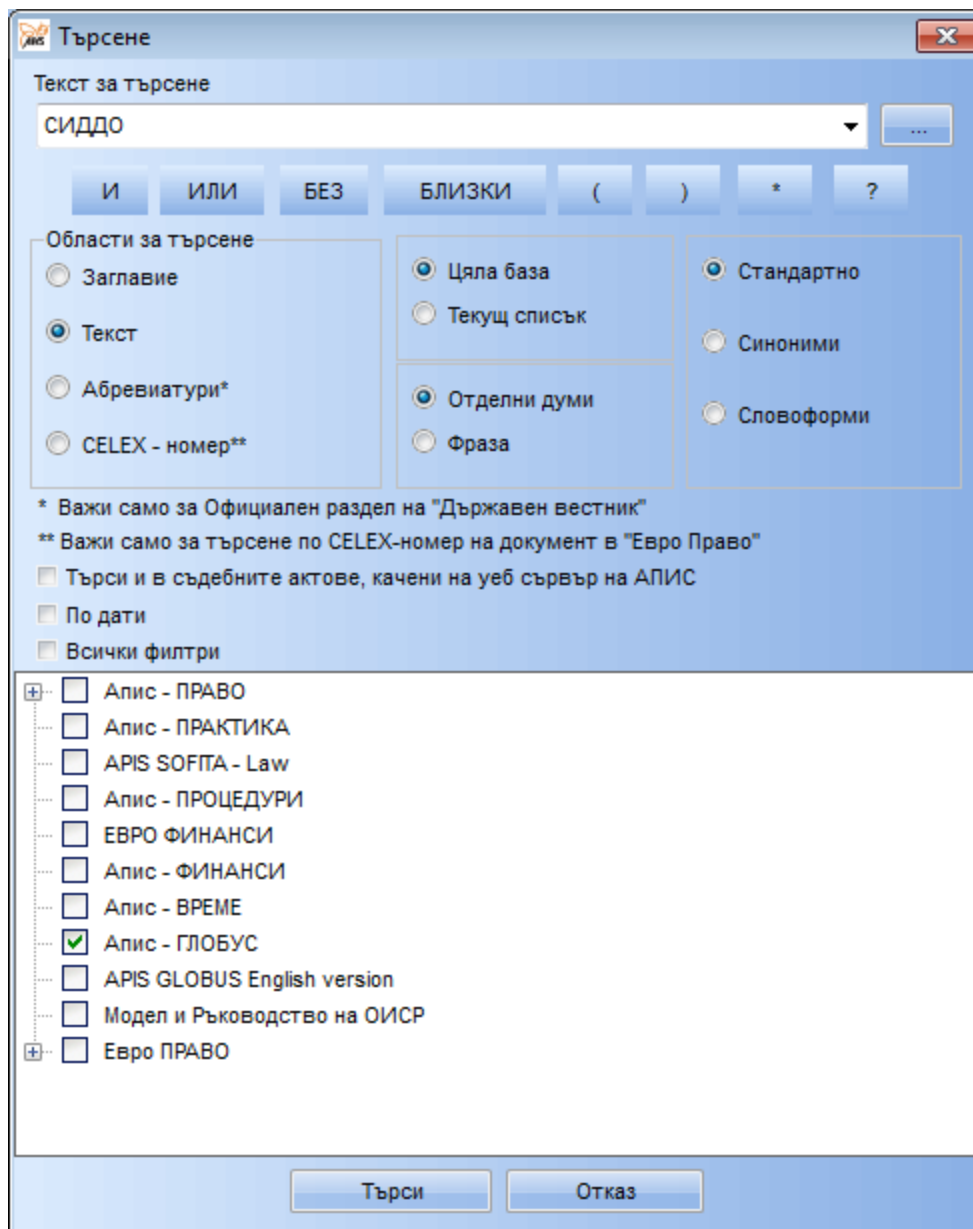 Търсене
Текст за търсене
СИДДО
...
И ИЛИ БЕЗ БЛИЗКИ ( ) * ?
Области за търсене
Заглавие
Текст
Абревиатури*
CELEX - номер**
Цяла база
Текущ списък
Отделни думи
Фраза
Стандартно
Синоними
Словоформи
* Важи само за Официален раздел на "Държавен вестник"
** Важи само за търсене по CELEX-номер на документ в "Евро Право"
Търси и в съдебните актове, качени на уеб сървър на АПИС
По дати
Всички филтри
Апис - ПРАВО
Апис - ПРАКТИКА
APIS SOFITA - Law
Апис - ПРОЦЕДУРИ
ЕВРО ФИНАНСИ
Апис - ФИНАНСИ
Апис - ВРЕМЕ
Апис - ГЛОБУС
APIS GLOBUS English version
Модел и Ръководство на ОИСР
Евро ПРАВО
Търси Отказ